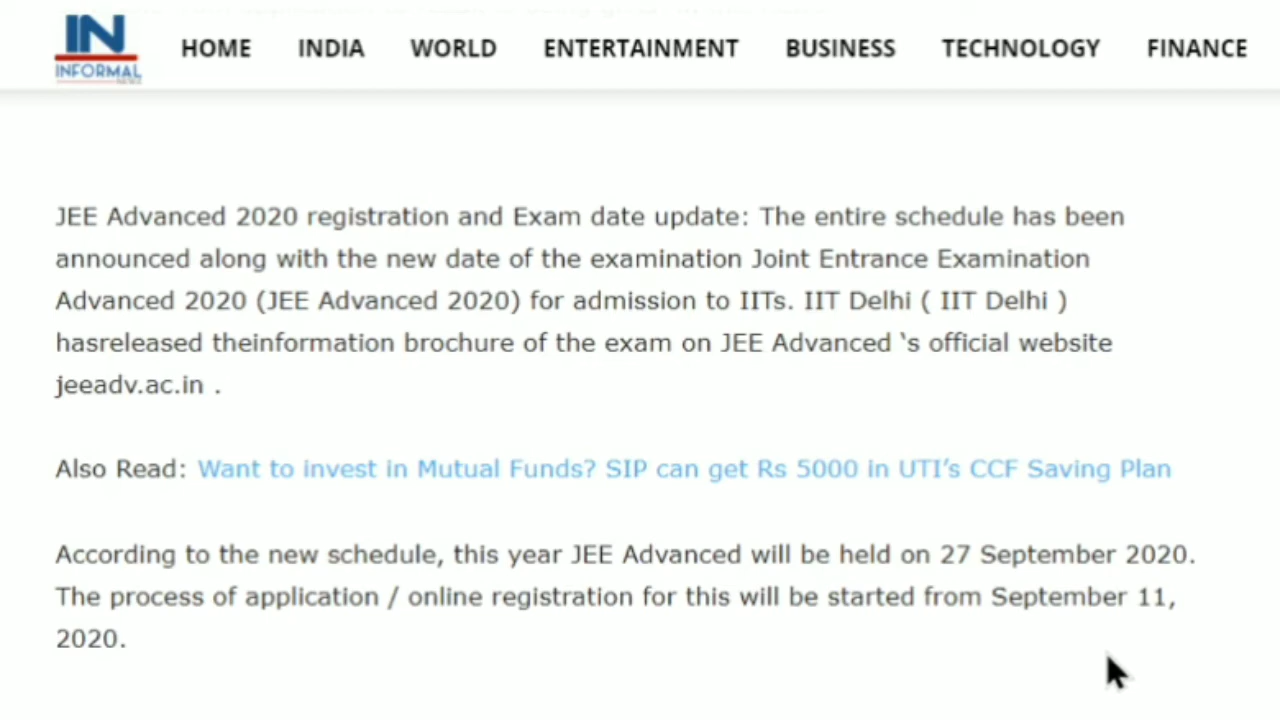 IN
INFORMAL
NEWS
HOME INDIA WORLD ENTERTAINMENT BUSINESS TECHNOLOGY FINANCE
JEE Advanced 2020 registration and Exam date update: The entire schedule has been
announced along with the new date of the examination Joint Entrance Examination
Advanced 2020 (JEE Advanced 2020) for admission to IITs. IIT Delhi ( IIT Delhi )
hasreleased theinformation brochure of the exam on JEE Advanced ‘s official website
jeeadv.ac.in .
Also Read: Want to invest in Mutual Funds? SIP can get Rs 5000 in UTI’s CCF Saving Plan
According to the new schedule, this year JEE Advanced will be held on 27 September 2020.
The process of application / online registration for this will be started from September 11,
2020.